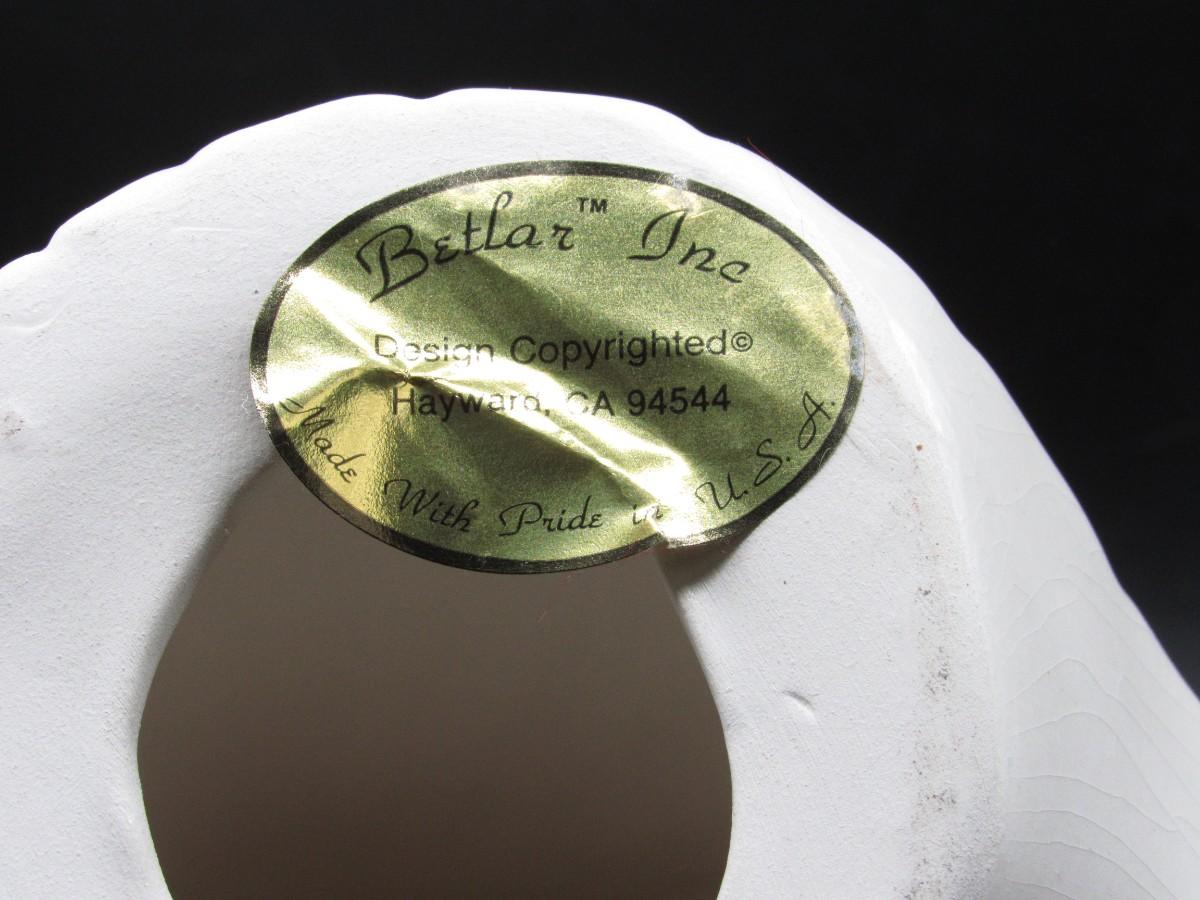 Betlar™ Inc
Design Copyrighted©
Hayward, CA 94544
Made With Pride in U.S.A.